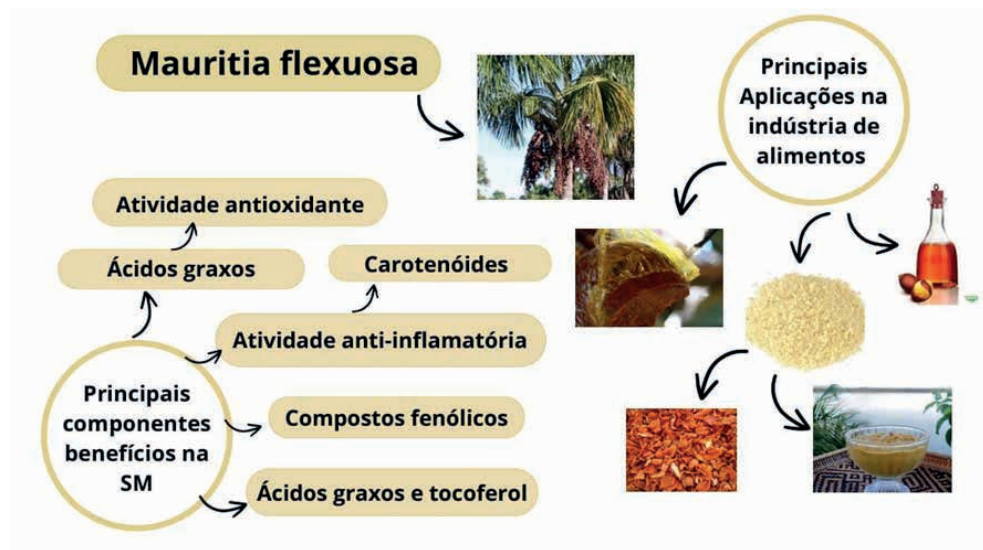 Mauritia flexuosa
Principais
Aplicações na
indústria de
alimentos
Atividade antioxidante
Ácidos graxos
Carotenóides
Atividade anti-inflamatória
Principais
componentes
benefícios na
SM
Compostos fenólicos
Ácidos graxos e tocoferol